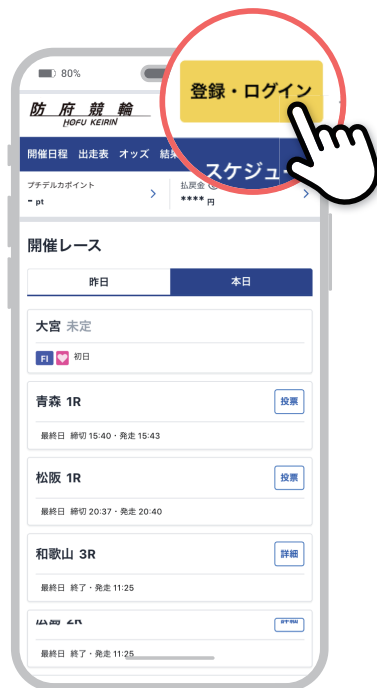 80%
登録・ログイン
防府競輪
HOFU KEIRIN
開催日程 出走表 オッズ 結果
スケジュー
プチデルカポイント
- pt
払戻金
**** 円
開催レース
昨日 本日
大宮 未定
FⅠ 初日
青森 1R 投票
最終日 締切 15:40・発走 15:43
松阪 1R 投票
最終日 締切 20:37・発走 20:40
和歌山 3R 詳細
最終日 終了・発走 11:25
2R 詳細
最終日 終了・発走 11:25